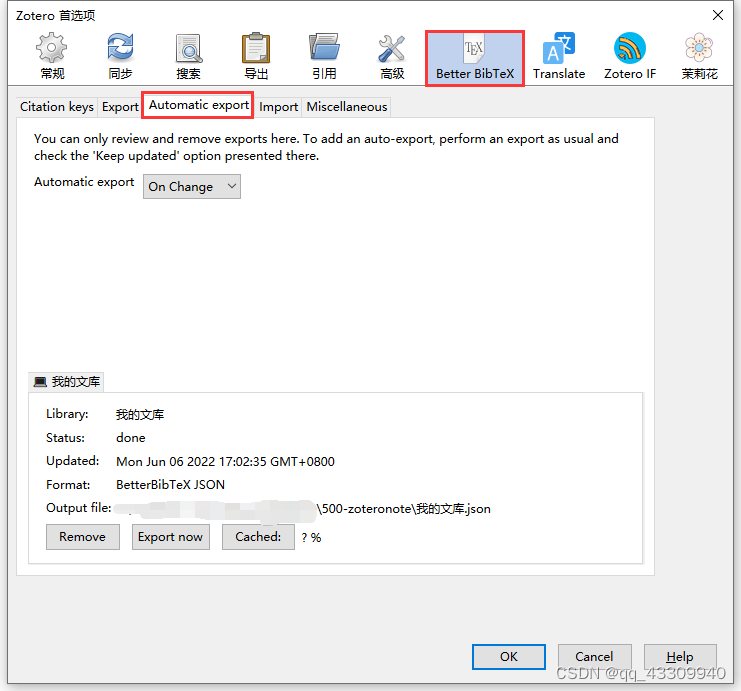 Zotero 首选项
常规 同步 搜索 导出 引用 高级 Better BibTeX Translate Zotero IF 茉莉花
Citation keys Export Automatic export Import Miscellaneous
You can only review and remove exports here. To add an auto-export, perform an export as usual and
check the 'Keep updated' option presented there.
Automatic export On Change
我的文库
Library: 我的文库
Status: done
Updated: Mon Jun 06 2022 17:02:35 GMT+0800
Format: BetterBibTeX JSON
Output file: \500-zoteronote\我的文库.json
Remove Export now Cached: ? %
OK Cancel Help
CSDN @qq_43309940